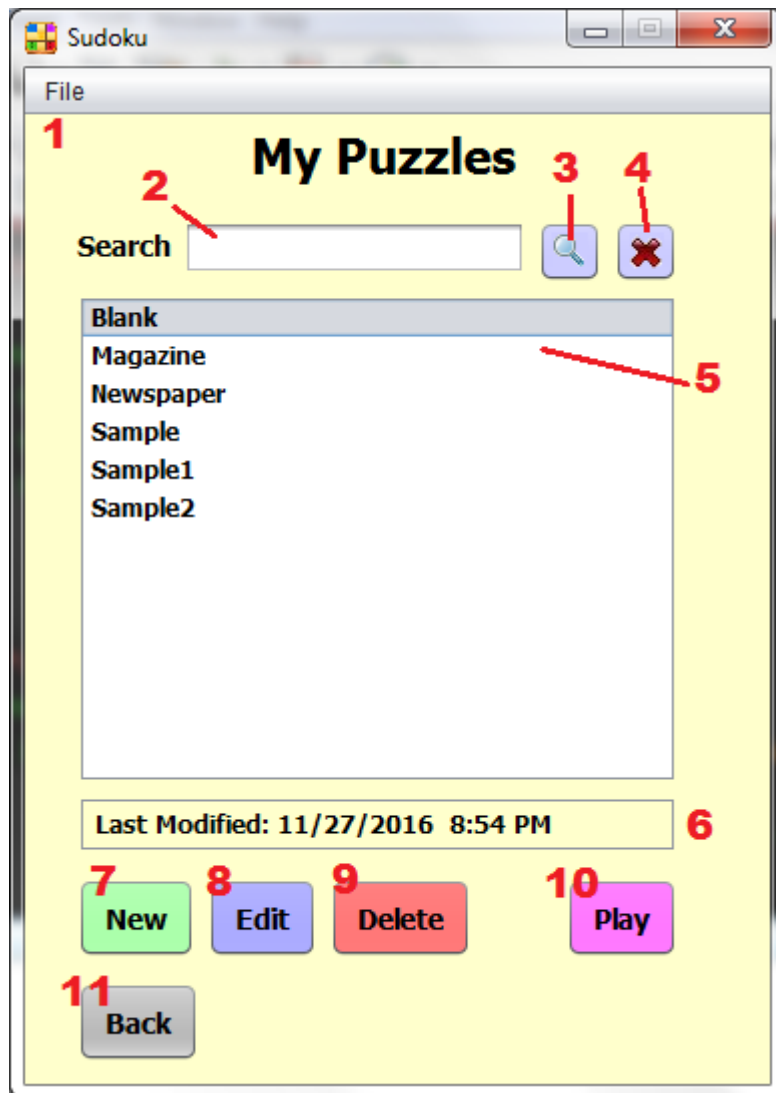 Sudoku
File
1
My Puzzles
2
3
4
Search
Blank
Magazine
5
Newspaper
Sample
Sample1
Sample2
Last Modified: 11/27/2016 8:54 PM
6
7
8
9
10
New
Edit
Delete
Play
11
Back